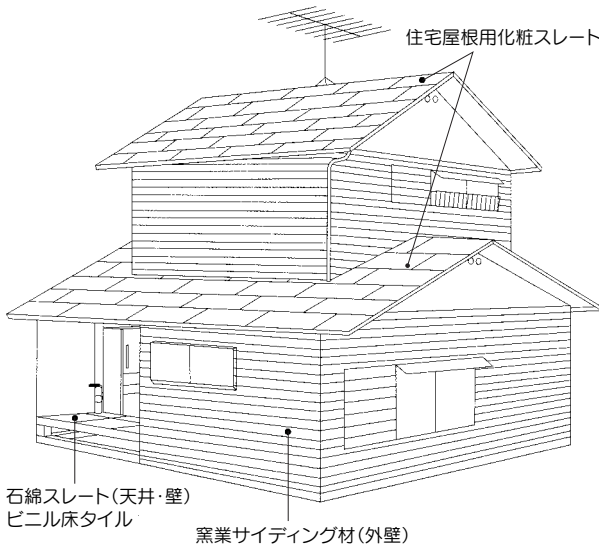 住宅屋根用化粧スレート
石綿スレート(天井・壁)
ビニル床タイル
窯業サイディング材(外壁)